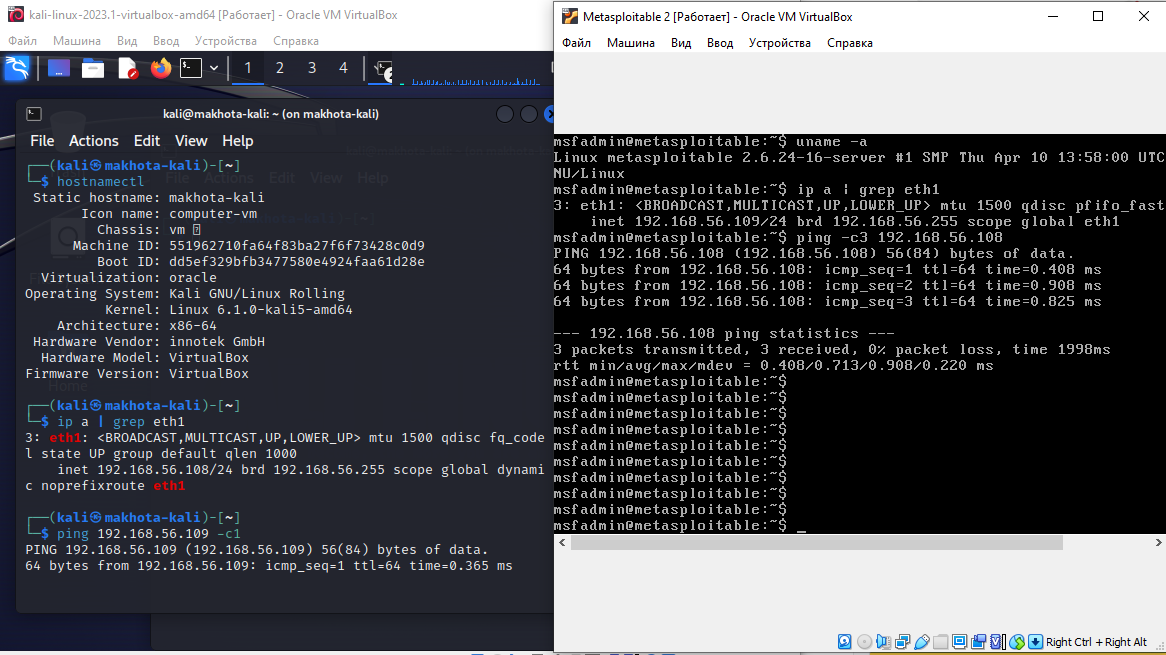 kali-linux-2023.1-virtualbox-amd64 [Работает] - Oracle VM VirtualBox
Файл Машина Вид Ввод Устройства Справка
1 2 3 4
kali@makhota-kali: ~ (on makhota-kali)
File Actions Edit View Help
┌──(kali㉿makhota-kali)-[~]
└─$ hostnamectl
Static hostname: makhota-kali
Icon name: computer-vm
Chassis: vm
Machine ID: 551962710fa64f83ba27f6f73428c0d9
Boot ID: dd5ef329bfb3477580e4924faa61d28e
Virtualization: oracle
Operating System: Kali GNU/Linux Rolling
Kernel: Linux 6.1.0-kali5-amd64
Architecture: x86-64
Hardware Vendor: innotek GmbH
Hardware Model: VirtualBox
Firmware Version: VirtualBox
┌──(kali㉿makhota-kali)-[~]
└─$ ip a | grep eth1
3: eth1: <BROADCAST,MULTICAST,UP,LOWER_UP> mtu 1500 qdisc fq_code
l state UP group default qlen 1000
inet 192.168.56.108/24 brd 192.168.56.255 scope global dynami
c noprefixroute eth1
┌──(kali㉿makhota-kali)-[~]
└─$ ping 192.168.56.109 -c1
PING 192.168.56.109 (192.168.56.109) 56(84) bytes of data.
64 bytes from 192.168.56.109: icmp_seq=1 ttl=64 time=0.365 ms
Metasploitable 2 [Работает] - Oracle VM VirtualBox
Файл Машина Вид Ввод Устройства Справка
msfadmin@metasploitable:~$ uname -a
Linux metasploitable 2.6.24-16-server #1 SMP Thu Apr 10 13:58:00 UTC
NU/Linux
msfadmin@metasploitable:~$ ip a | grep eth1
3: eth1: <BROADCAST,MULTICAST,UP,LOWER_UP> mtu 1500 qdisc pfifo_fast
inet 192.168.56.109/24 brd 192.168.56.255 scope global eth1
msfadmin@metasploitable:~$ ping -c3 192.168.56.108
PING 192.168.56.108 (192.168.56.108) 56(84) bytes of data.
64 bytes from 192.168.56.108: icmp_seq=1 ttl=64 time=0.408 ms
64 bytes from 192.168.56.108: icmp_seq=2 ttl=64 time=0.908 ms
64 bytes from 192.168.56.108: icmp_seq=3 ttl=64 time=0.825 ms
--- 192.168.56.108 ping statistics ---
3 packets transmitted, 3 received, 0% packet loss, time 1998ms
rtt min/avg/max/mdev = 0.408/0.713/0.908/0.220 ms
msfadmin@metasploitable:~$
msfadmin@metasploitable:~$
msfadmin@metasploitable:~$
msfadmin@metasploitable:~$
msfadmin@metasploitable:~$
msfadmin@metasploitable:~$
msfadmin@metasploitable:~$
msfadmin@metasploitable:~$
msfadmin@metasploitable:~$
msfadmin@metasploitable:~$ _
Right Ctrl + Right Alt